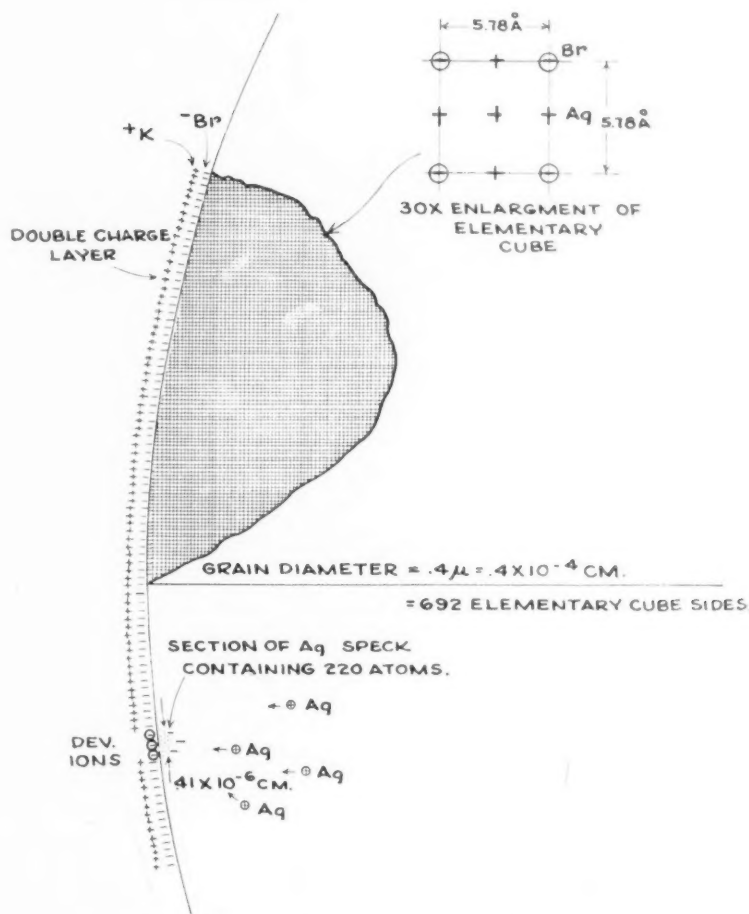 5.78Å
Br
Ag
5.78Å
30X ENLARGMENT OF
ELEMENTARY
CUBE
+K
-Br
DOUBLE CHARGE
LAYER
GRAIN DIAMETER = .4μ = .4X10⁻⁴ CM.
=692 ELEMENTARY CUBE SIDES
SECTION OF Ag SPECK
CONTAINING 220 ATOMS.
Ag
DEV.
IONS
Ag
Ag
.41X10⁻⁶ CM.
Ag